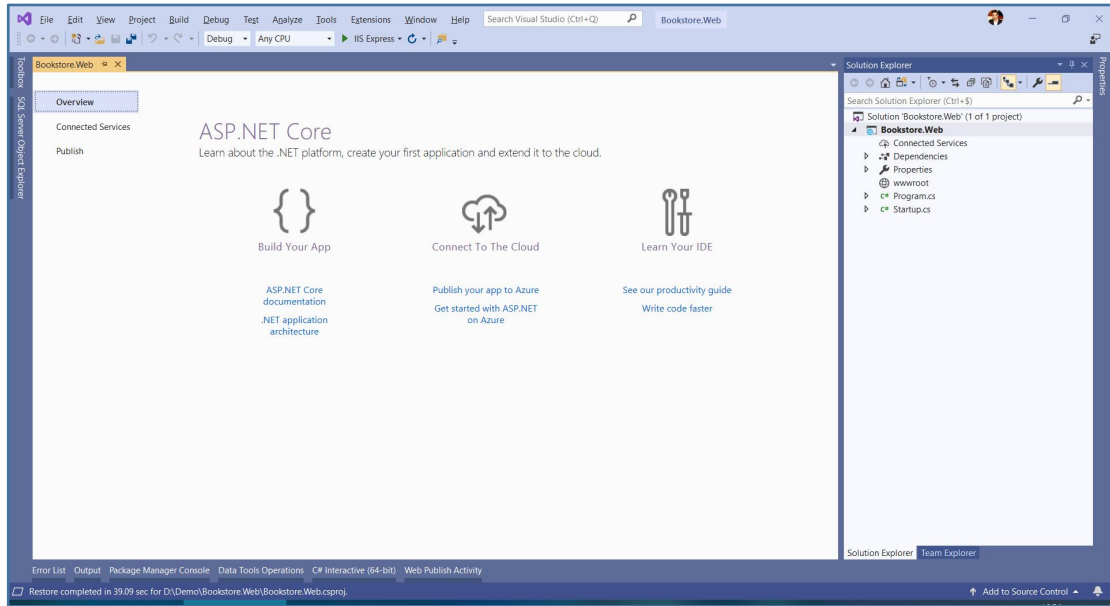 File Edit View Project Build Debug Test Analyze Tools Extensions Window Help Search Visual Studio (Ctrl+Q) Bookstore.Web
Debug Any CPU IIS Express
Toolbox
SQL Server Object Explorer
Bookstore.Web
Overview
Connected Services
Publish
ASP.NET Core
Learn about the .NET platform, create your first application and extend it to the cloud.
{ }
Build Your App
ASP.NET Core
documentation
.NET application
architecture
Connect To The Cloud
Publish your app to Azure
Get started with ASP.NET
on Azure
Learn Your IDE
See our productivity guide
Write code faster
Solution Explorer
Search Solution Explorer (Ctrl+$)
Solution 'Bookstore.Web' (1 of 1 project)
Bookstore.Web
Connected Services
Dependencies
Properties
wwwroot
C# Program.cs
C# Startup.cs
Solution Explorer Team Explorer
Properties
Error List Output Package Manager Console Data Tools Operations C# Interactive (64-bit) Web Publish Activity
Restore completed in 39.09 sec for D:\Demo\Bookstore.Web\Bookstore.Web.csproj. Add to Source Control